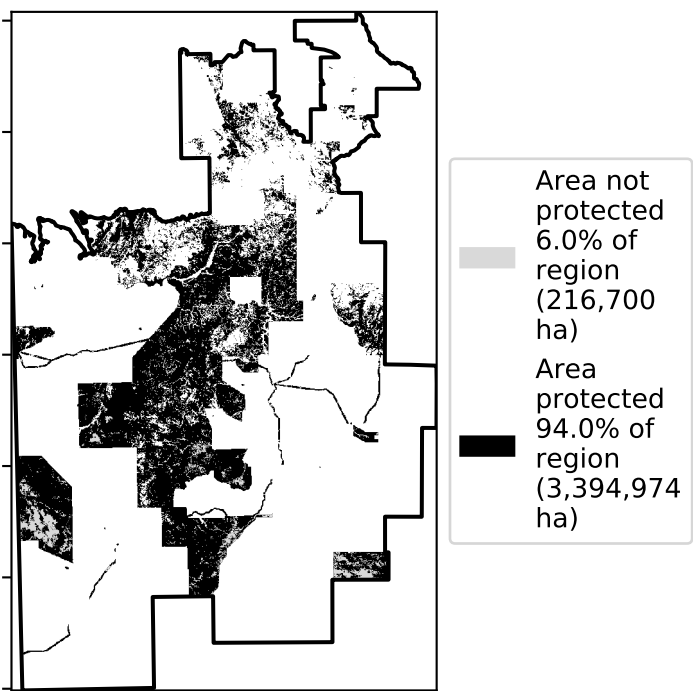 Area not
protected
6.0% of
region
(216,700
ha)
Area
protected
94.0% of
region
(3,394,974
ha)